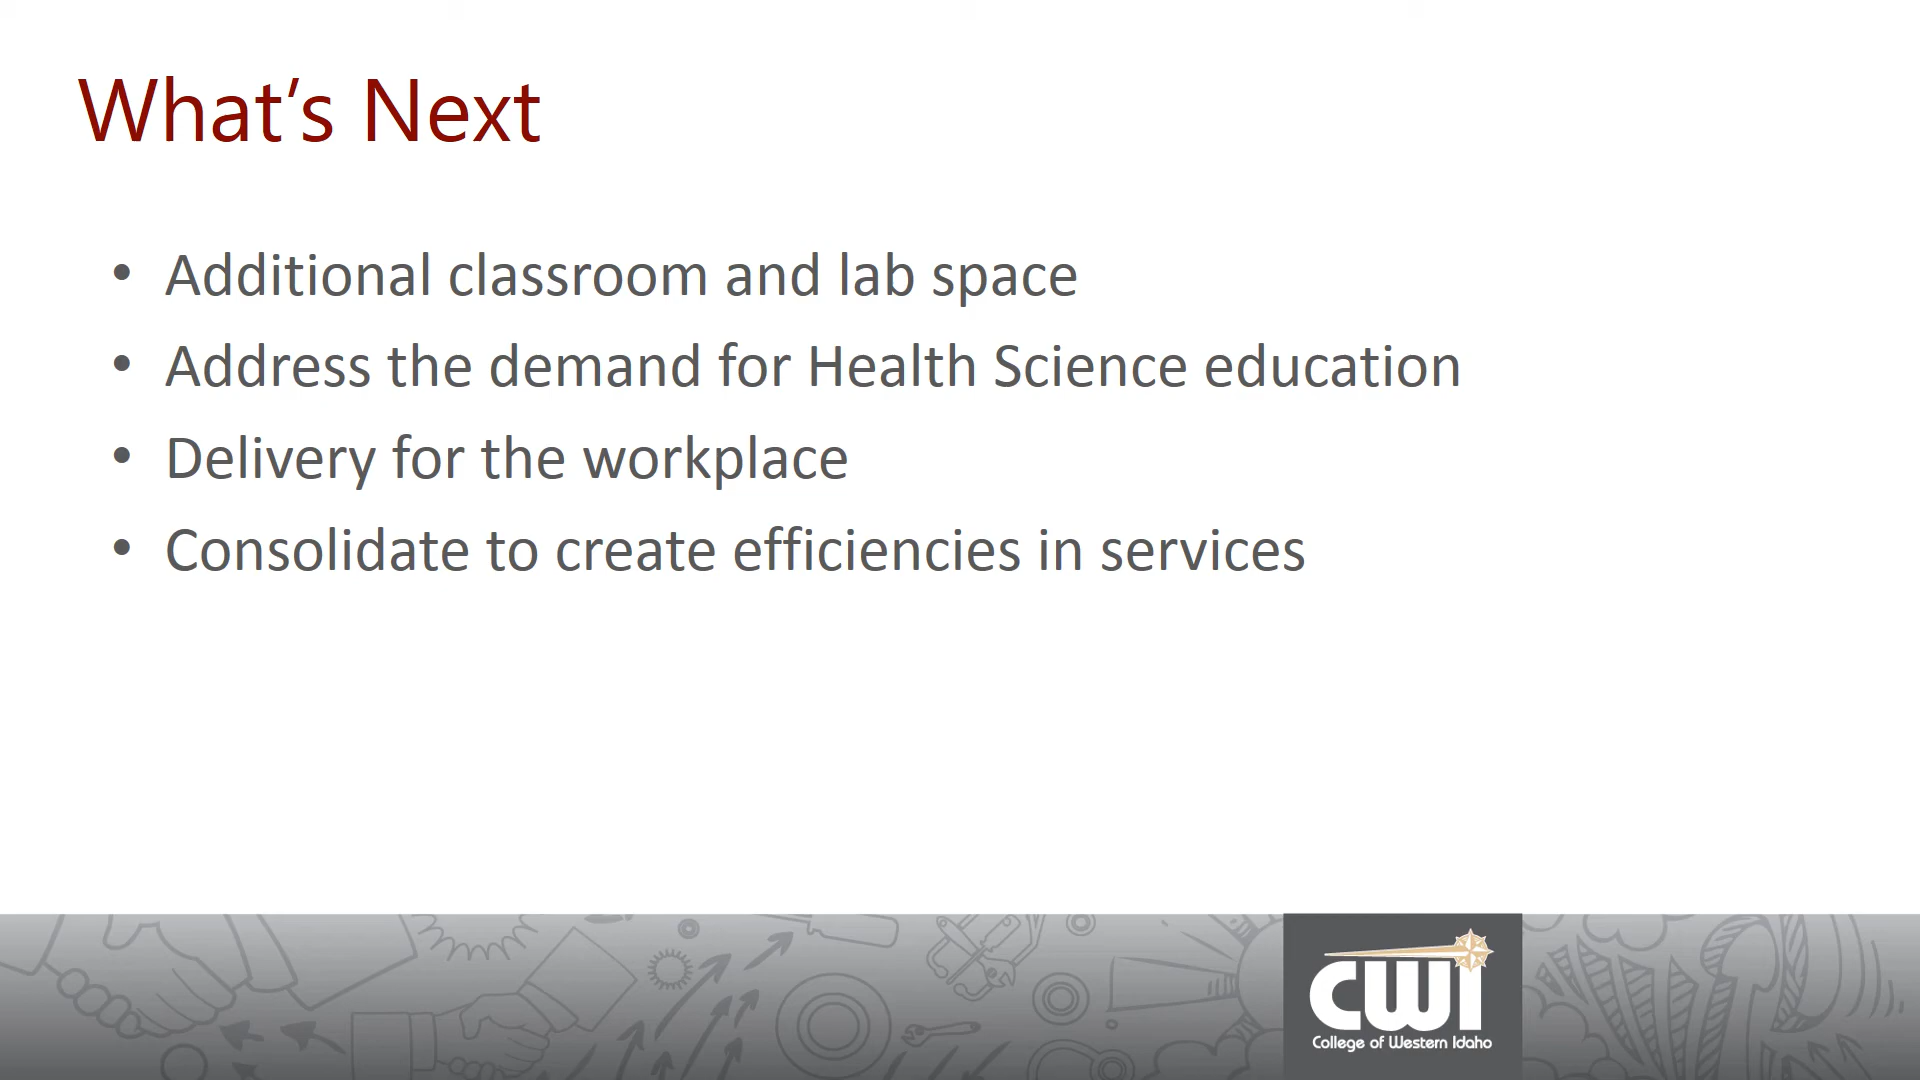 What's Next
• Additional classroom and lab space
• Address the demand for Health Science education
• Delivery for the workplace
• Consolidate to create efficiencies in services
CWI
College of Western Idaho